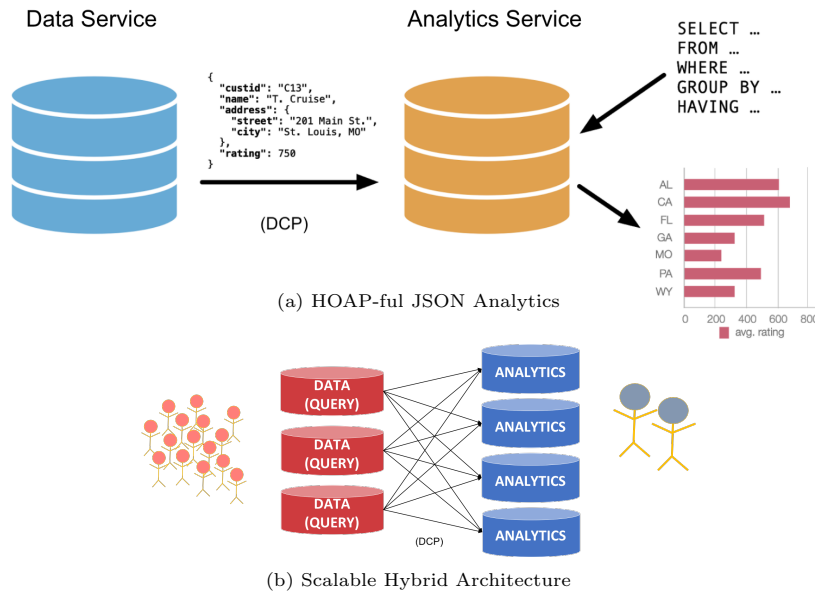 Data Service
Analytics Service
{
"custid": "C13",
"name": "T. Cruise",
"address": {
"street": "201 Main St.",
"city": "St. Louis, MO"
},
"rating": 750
}
(DCP)
SELECT …
FROM …
WHERE …
GROUP BY …
HAVING …
AL
CA
FL
GA
MO
PA
WY
0 200 400 600 800
avg. rating
(a) HOAP-ful JSON Analytics
DATA
(QUERY)
DATA
(QUERY)
DATA
(QUERY)
(DCP)
ANALYTICS
ANALYTICS
ANALYTICS
ANALYTICS
(b) Scalable Hybrid Architecture